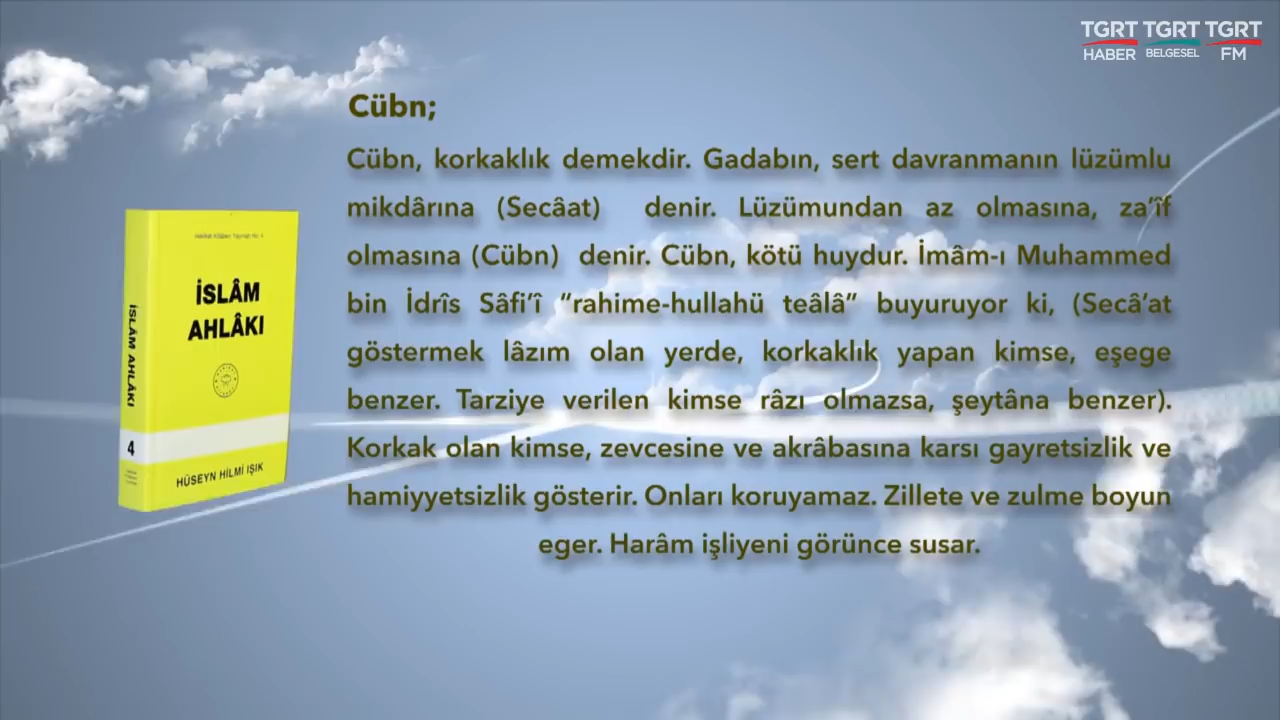 TGRT TGRT TGRT
HABER BELGESEL FM
Cübn;
Cübn, korkaklık demekdir. Gadabın, sert davranmanın lüzümlu
mikdârına (Secâat) denir. Lüzümundan az olmasına, za’îf
olmasına (Cübn) denir. Cübn, kötü huydur. İmâm-ı Muhammed
bin İdrîs Sâfi’î “rahime-hullahü teâlâ” buyuruyor ki, (Secâ’at
göstermek lâzım olan yerde, korkaklık yapan kimse, eşege
benzer. Tarziye verilen kimse râzı olmazsa, şeytâna benzer).
Korkak olan kimse, zevcesine ve akrâbasına karsı gayretsizlik ve
hamiyyetsizlik gösterir. Onları koruyamaz. Zillete ve zulme boyun
eger. Harâm işliyeni görünce susar.
İSLÂM
AHLÂKI
HÜSEYN HİLMİ IŞIK
İSLÂM AHLÂKI
4